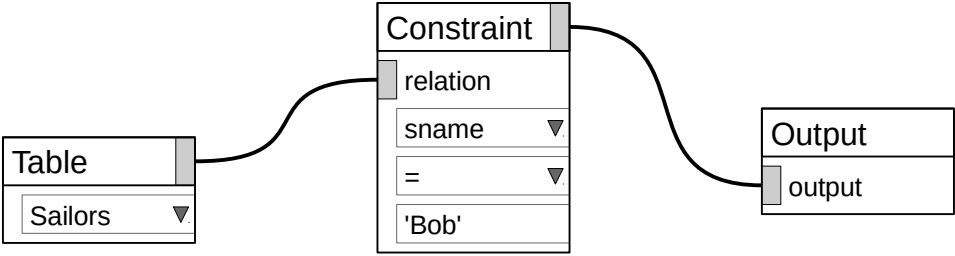 Table
Sailors
Constraint
relation
sname
=
'Bob'
Output
output